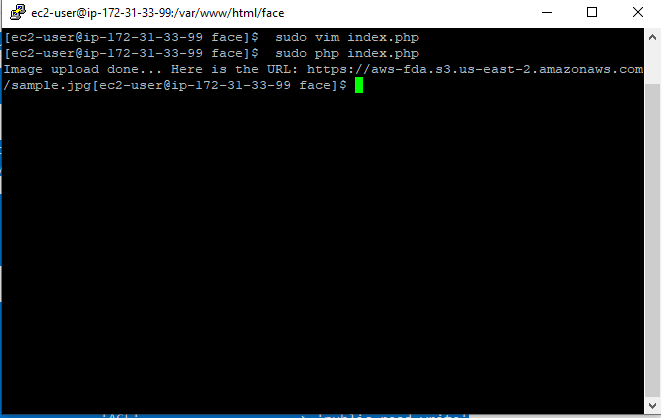 ec2-user@ip-172-31-33-99:/var/www/html/face
[ec2-user@ip-172-31-33-99 face]$  sudo vim index.php
[ec2-user@ip-172-31-33-99 face]$  sudo php index.php
Image upload done... Here is the URL: https://aws-fda.s3.us-east-2.amazonaws.com
/sample.jpg[ec2-user@ip-172-31-33-99 face]$